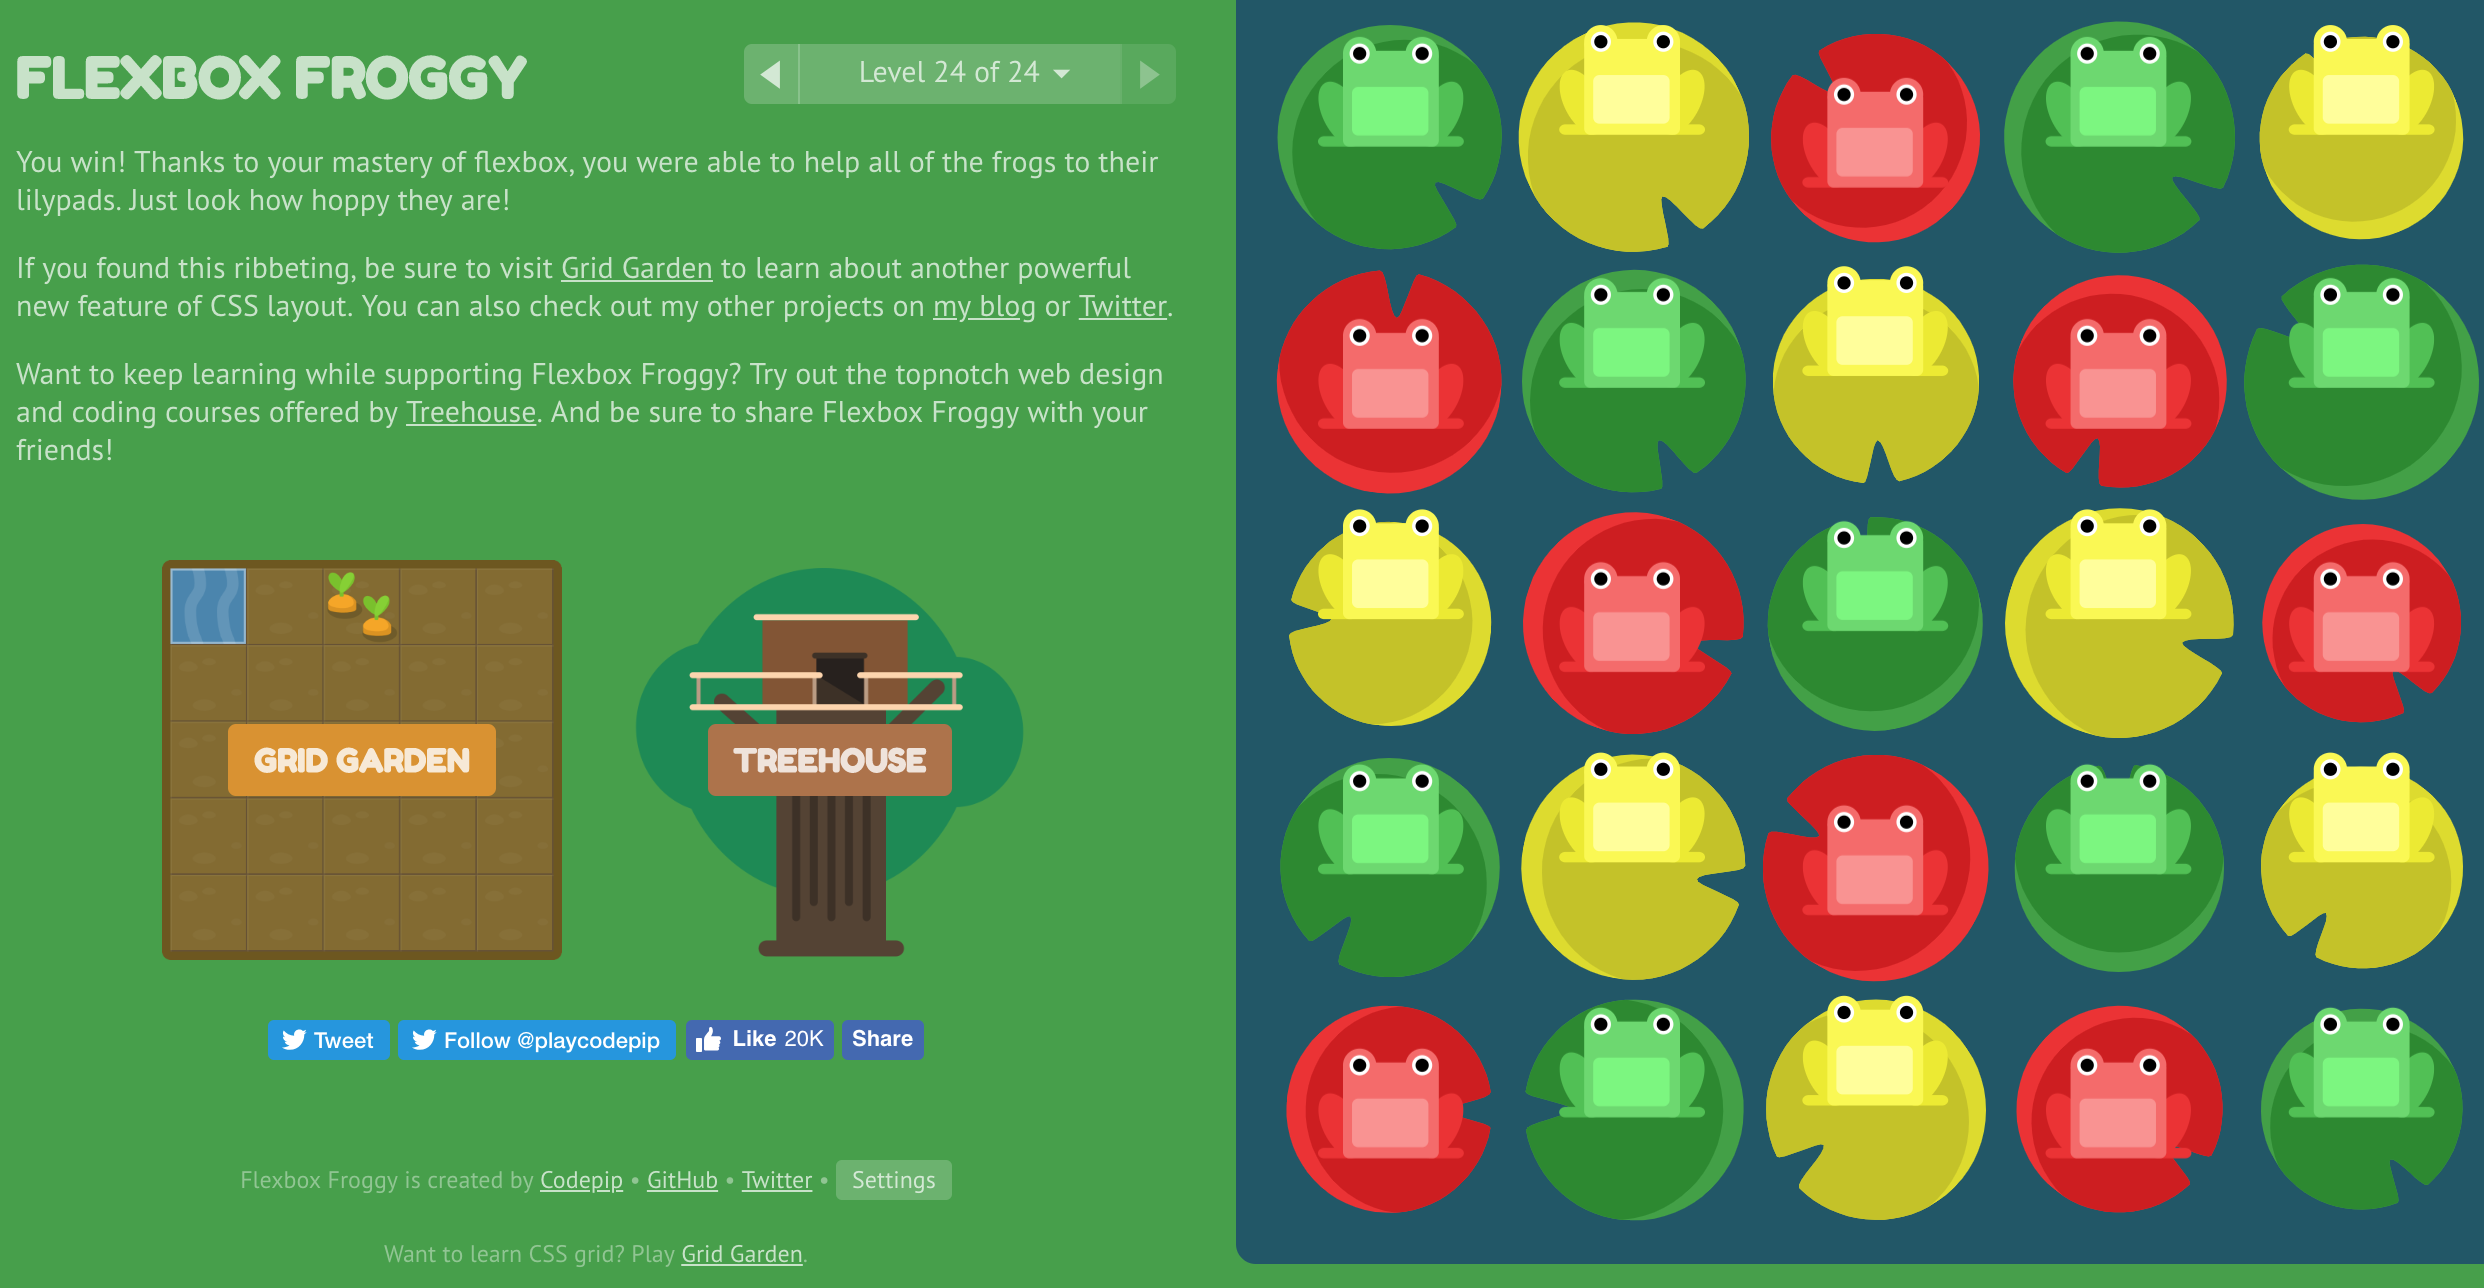 FLEXBOX FROGGY
Level 24 of 24
You win! Thanks to your mastery of flexbox, you were able to help all of the frogs to their
lilypads. Just look how hoppy they are!
If you found this ribbeting, be sure to visit Grid Garden to learn about another powerful
new feature of CSS layout. You can also check out my other projects on my blog or Twitter.
Want to keep learning while supporting Flexbox Froggy? Try out the topnotch web design
and coding courses offered by Treehouse. And be sure to share Flexbox Froggy with your
friends!
GRID GARDEN
TREEHOUSE
Tweet
Follow @playcodepip
Like 20K
Share
Flexbox Froggy is created by Codepip • GitHub • Twitter • Settings
Want to learn CSS grid? Play Grid Garden.